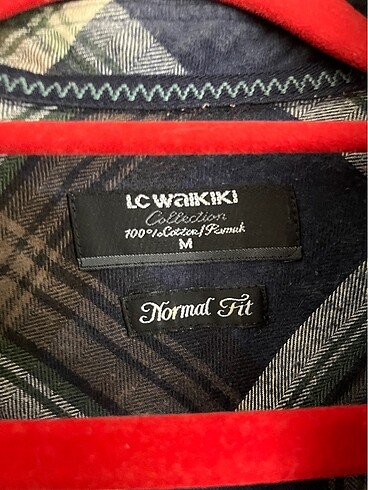 LC WAIKIKI
Collection
100% Cotton/Pamuk
M
Normal Fit